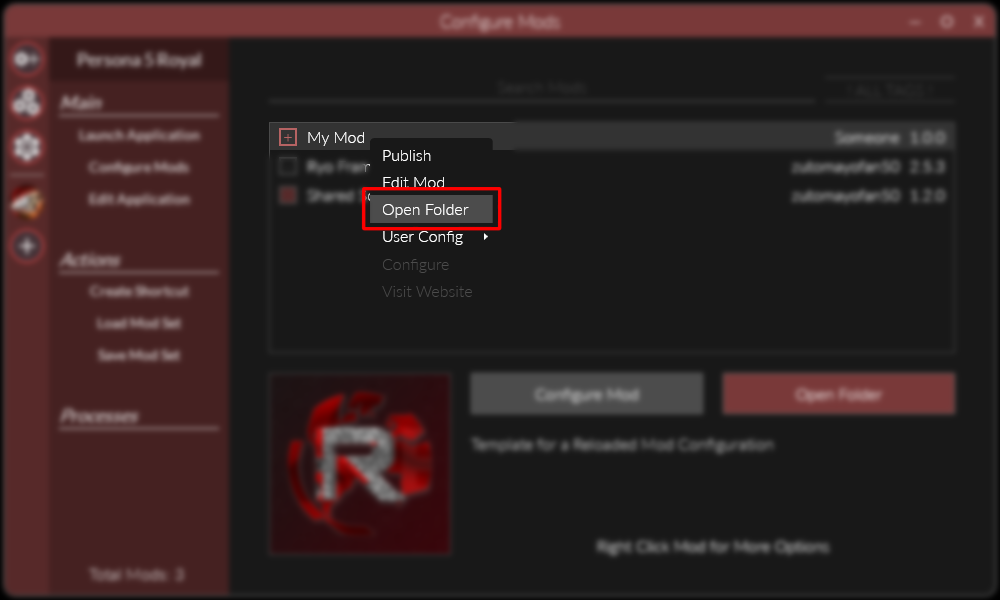 Configure Mods
Persona 5 Royal
Main
Launch Application
Configure Mods
Edit Application
Actions
Create Shortcut
Load Mod Set
Save Mod Set
Processes
Total Mods: 3
Search Mods
! ALL TAGS !
My Mod Someone 1.0.0
Ryo Fram zutomayofan50 2.5.3
Shared zutomayofan50 1.2.0
Publish
Edit Mod
Open Folder
User Config
Configure
Visit Website
R
Configure Mod
Open Folder
Template for a Reloaded Mod Configuration
Right Click Mod for More Options